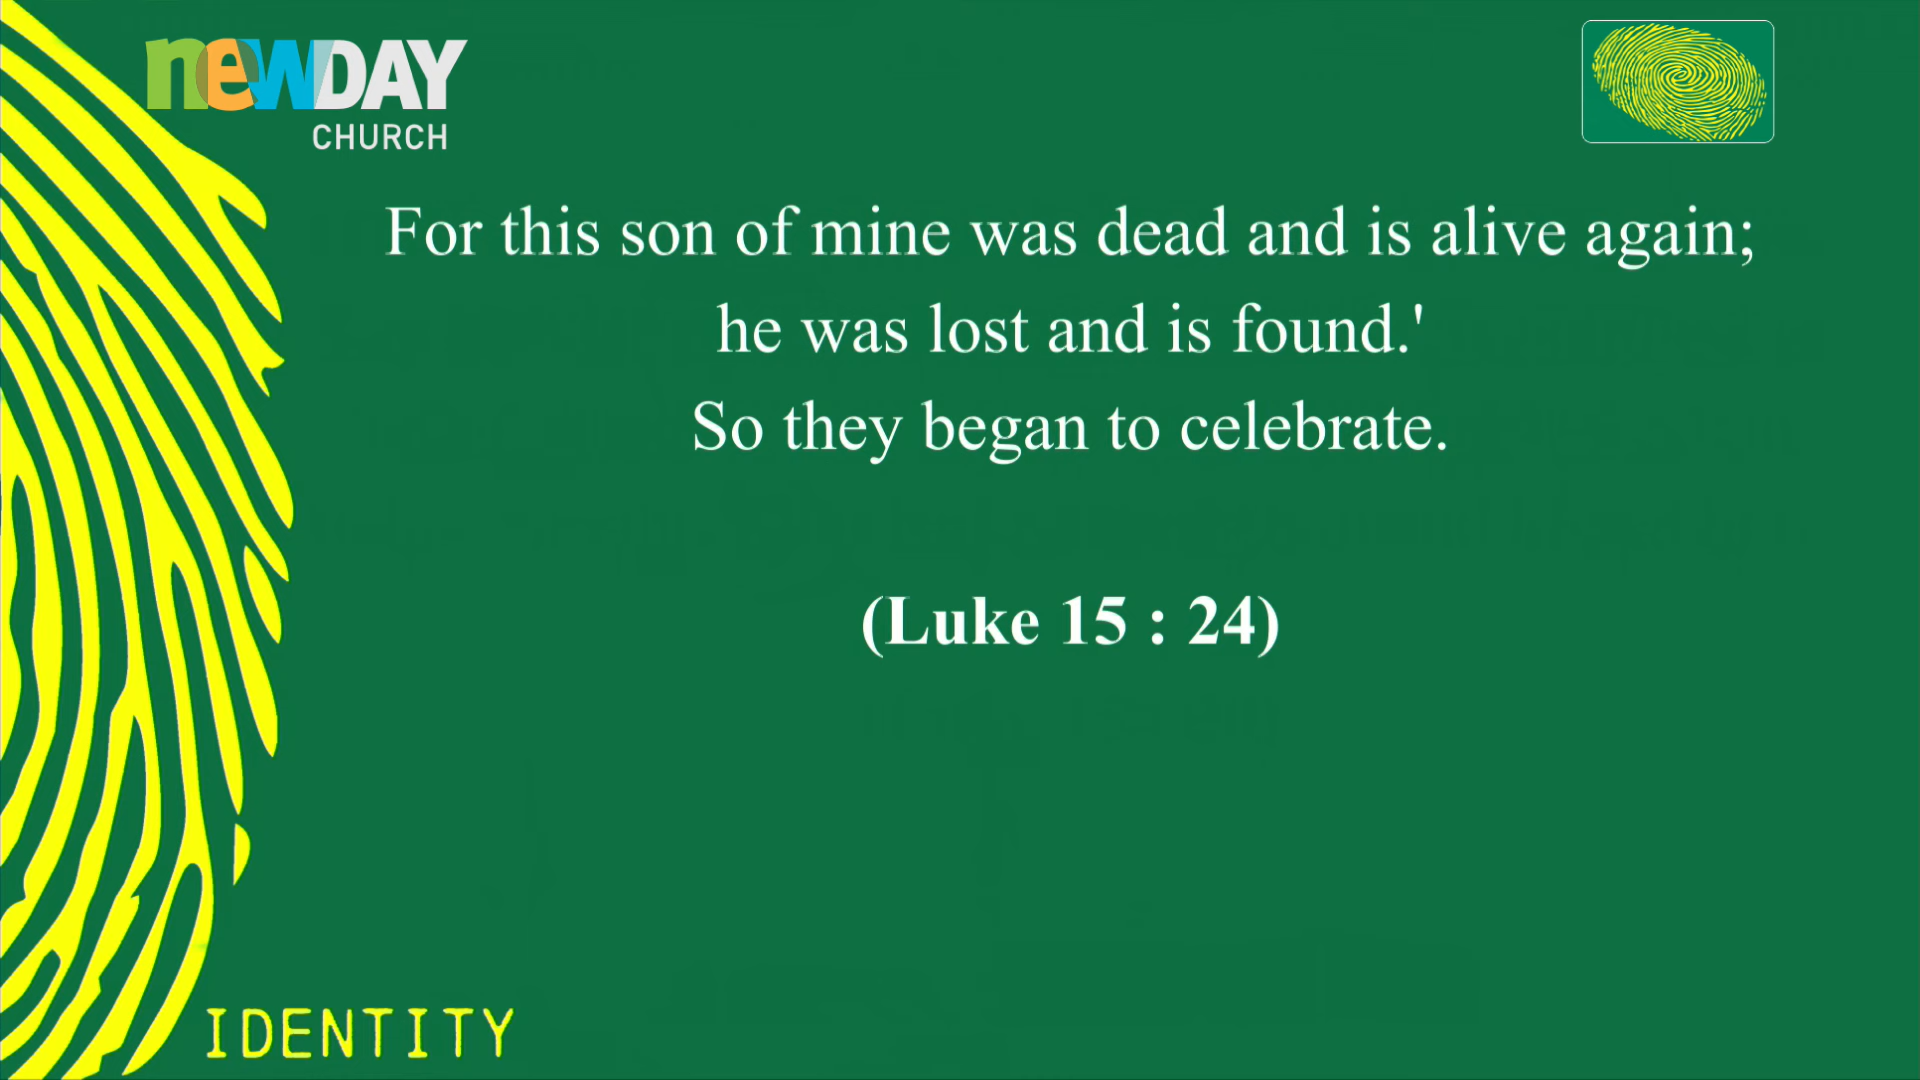 newDAY
CHURCH
For this son of mine was dead and is alive again;
he was lost and is found.'
So they began to celebrate.
(Luke 15 : 24)
IDENTITY